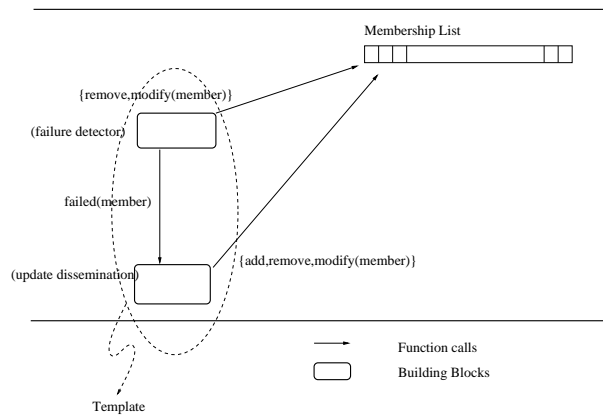 Membership List
{remove,modify(member)}
(failure detector)
failed(member)
(update dissemination)
{add,remove,modify(member)}
Function calls
Building Blocks
Template